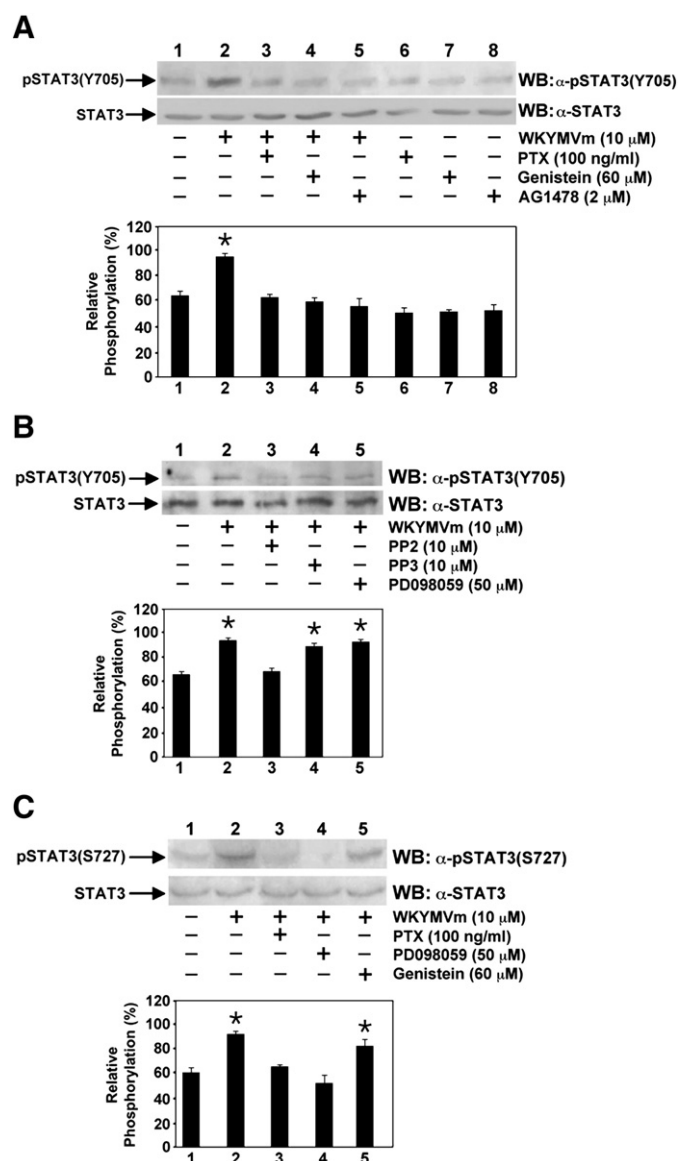 A
1 2 3 4 5 6 7 8
pSTAT3(Y705) WB:α-pSTAT3(Y705)
STAT3 WB:α-STAT3
– + + + + – – – WKYMVm (10 µM)
– – + – – + – – PTX (100 ng/ml)
– – – + – – + – Genistein (60 µM)
– – – – + – – + AG1478 (2 µM)
Relative
Phosphorylation (%)
120
100
80
60
40
20
0
*
1 2 3 4 5 6 7 8
B
1 2 3 4 5
pSTAT3(Y705) WB: α-pSTAT3(Y705)
STAT3 WB: α-STAT3
– + + + + WKYMVm (10 µM)
– – + – – PP2 (10 µM)
– – – + – PP3 (10 µM)
– – – – + PD098059 (50 µM)
Relative
Phosphorylation (%)
120
100
80
60
40
20
0
* * *
1 2 3 4 5
C
1 2 3 4 5
pSTAT3(S727) WB: α-pSTAT3(S727)
STAT3 WB: α-STAT3
– + + + + WKYMVm (10 µM)
– – + – – PTX (100 ng/ml)
– – – + – PD098059 (50 µM)
– – – – + Genistein (60 µM)
Relative
Phosphorylation (%)
120
100
80
60
40
20
0
* *
1 2 3 4 5